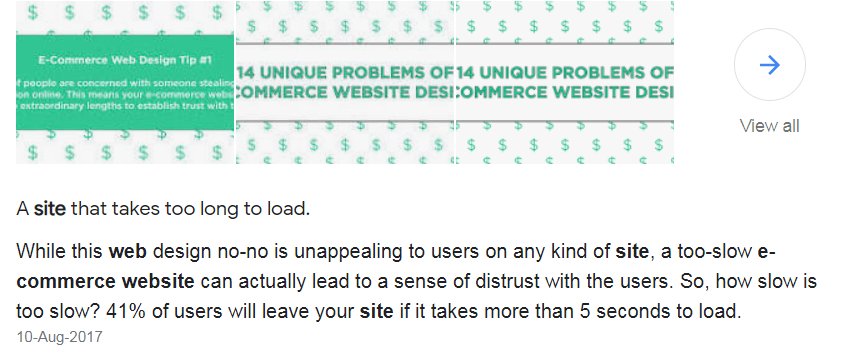 E-Commerce Web Design Tip #1
of people are concerned with someone stealing
on online. This means your e-commerce webs
extraordinary lengths to establish trust with t
14 UNIQUE PROBLEMS OF
COMMERCE WEBSITE DESI
14 UNIQUE PROBLEMS OF
COMMERCE WEBSITE DESI
View all
A site that takes too long to load.
While this web design no-no is unappealing to users on any kind of site, a too-slow e-
commerce website can actually lead to a sense of distrust with the users. So, how slow is
too slow? 41% of users will leave your site if it takes more than 5 seconds to load.
10-Aug-2017